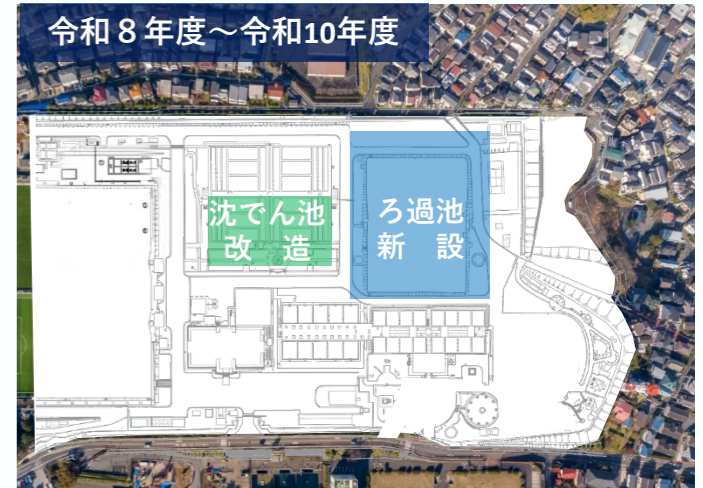 令和８年度～令和10年度
沈でん池
改　造
ろ過池
新　設